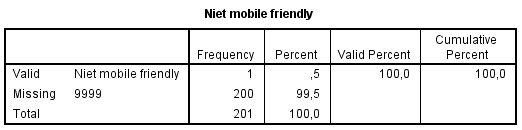 Niet mobile friendly
Frequency Percent Valid Percent Cumulative Percent
Valid Niet mobile friendly 1 ,5 100,0 100,0
Missing 9999 200 99,5
Total 201 100,0